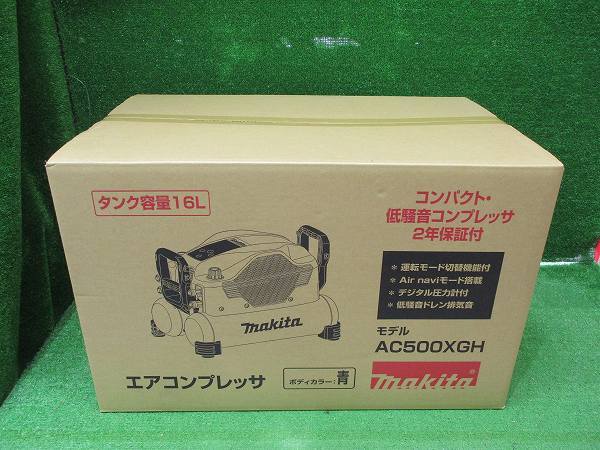 タンク容量16L
コンパクト・
低騒音コンプレッサ
2年保証付
＊運転モード切替機能付
＊Air naviモード搭載
＊デジタル圧力計付
＊低騒音ドレン排気音
makita
モデル
AC500XGH
エアコンプレッサ
ボディカラー：青
makita